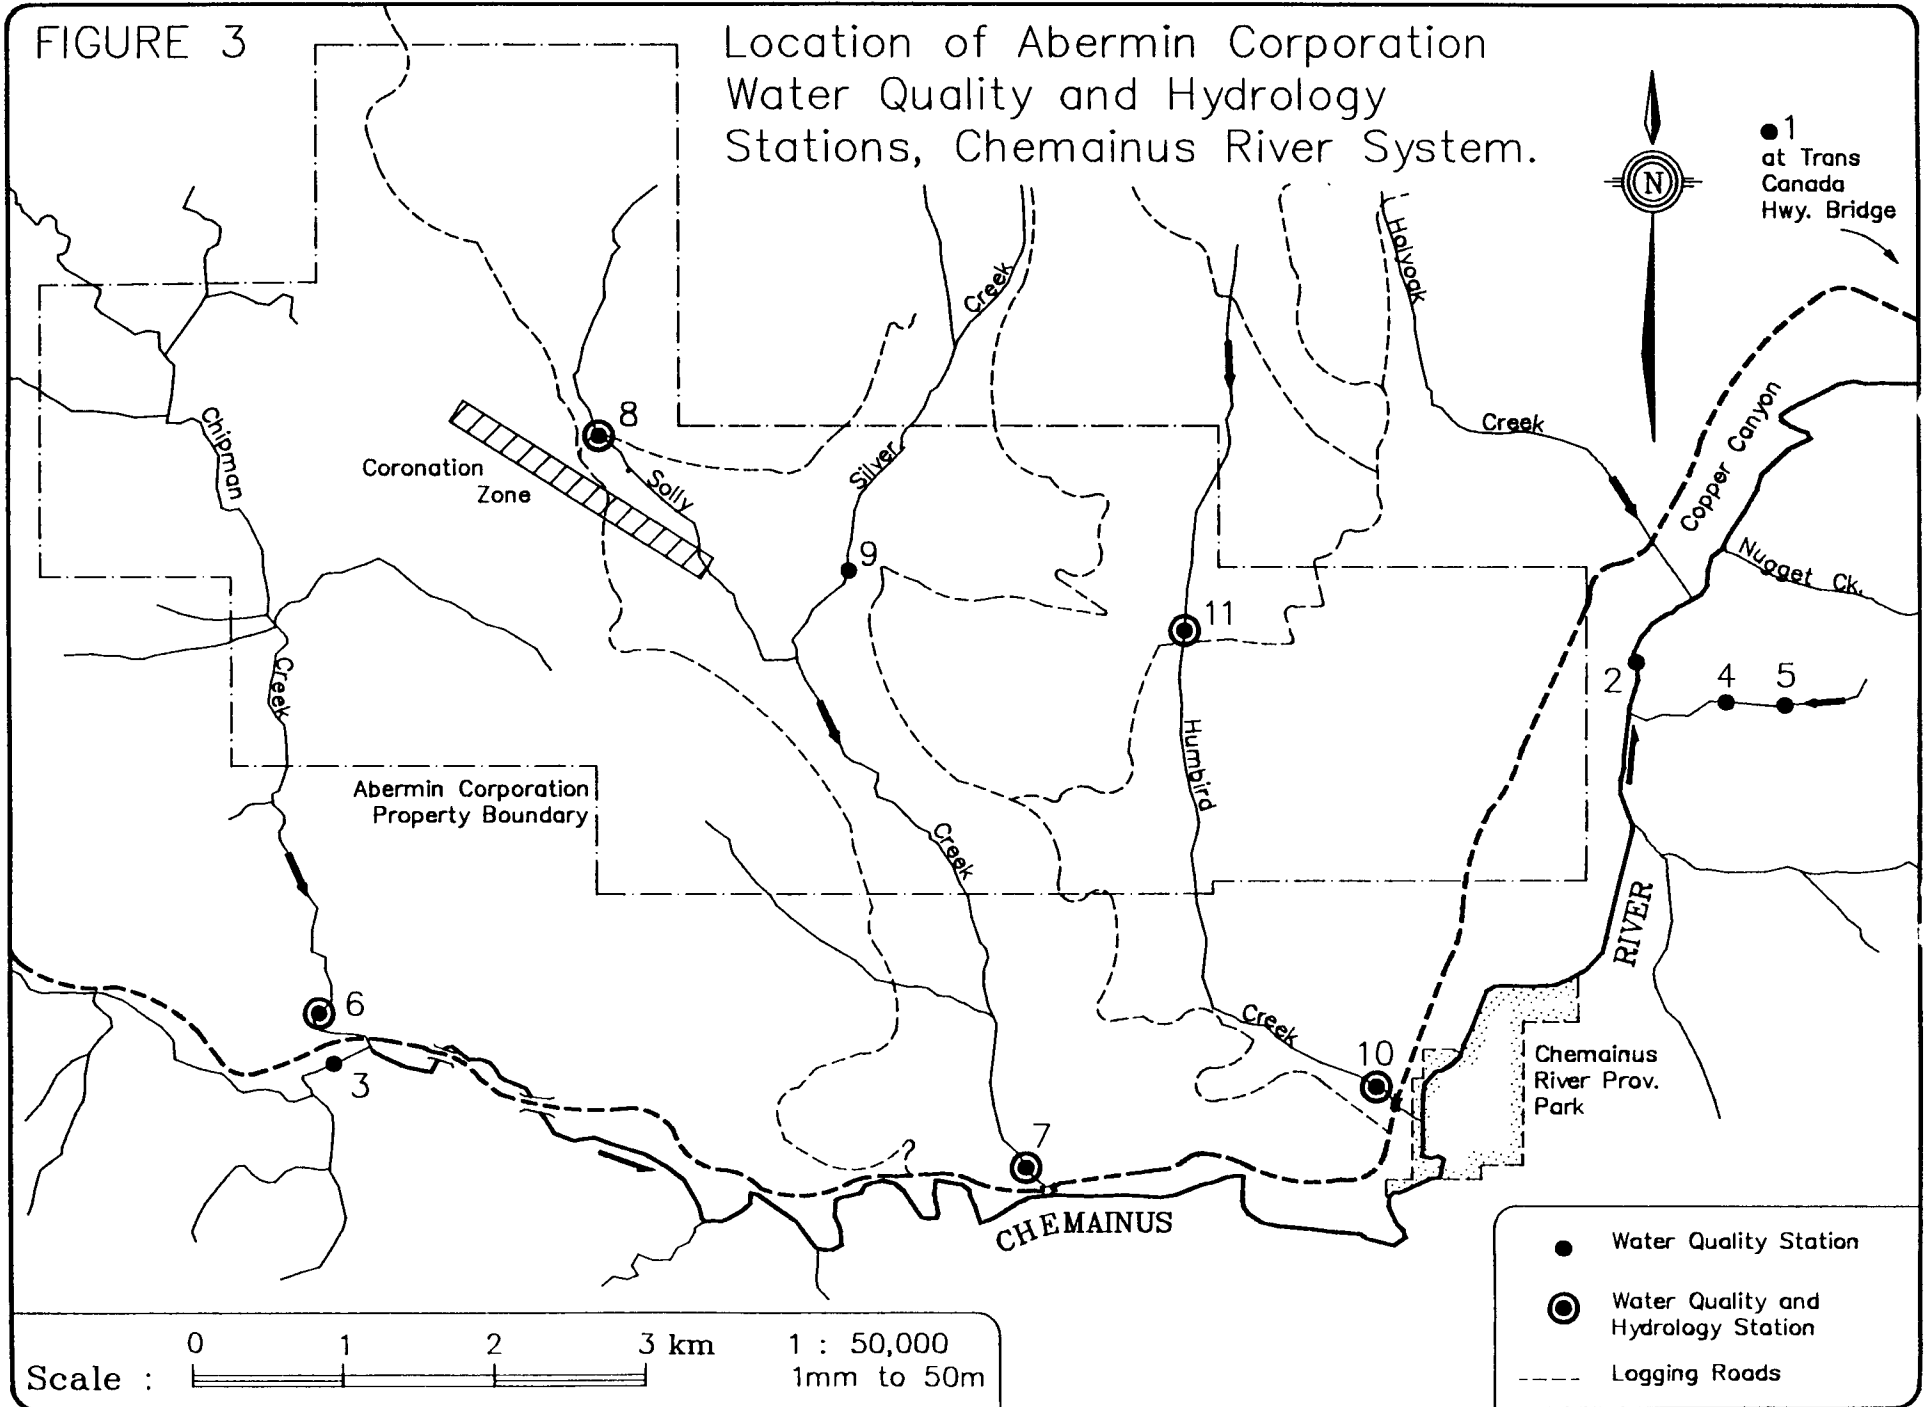 FIGURE 3
Location of Abermin Corporation
Water Quality and Hydrology
Stations, Chemainus River System.
N
1
at Trans
Canada
Hwy. Bridge
Holyoak
Creek
Creek
Silver
Copper Canyon
Nugget Ck.
Chipman
Creek
8
Coronation
Zone
Solly
9
11
2
4
5
Humbird
Creek
Abermin Corporation
Property Boundary
Creek
RIVER
6
3
10
Chemainus
River Prov.
Park
7
CHEMAINUS
Water Quality Station
Water Quality and
Hydrology Station
Logging Roads
0 1 2 3 km
Scale :
1 : 50,000
1mm to 50m